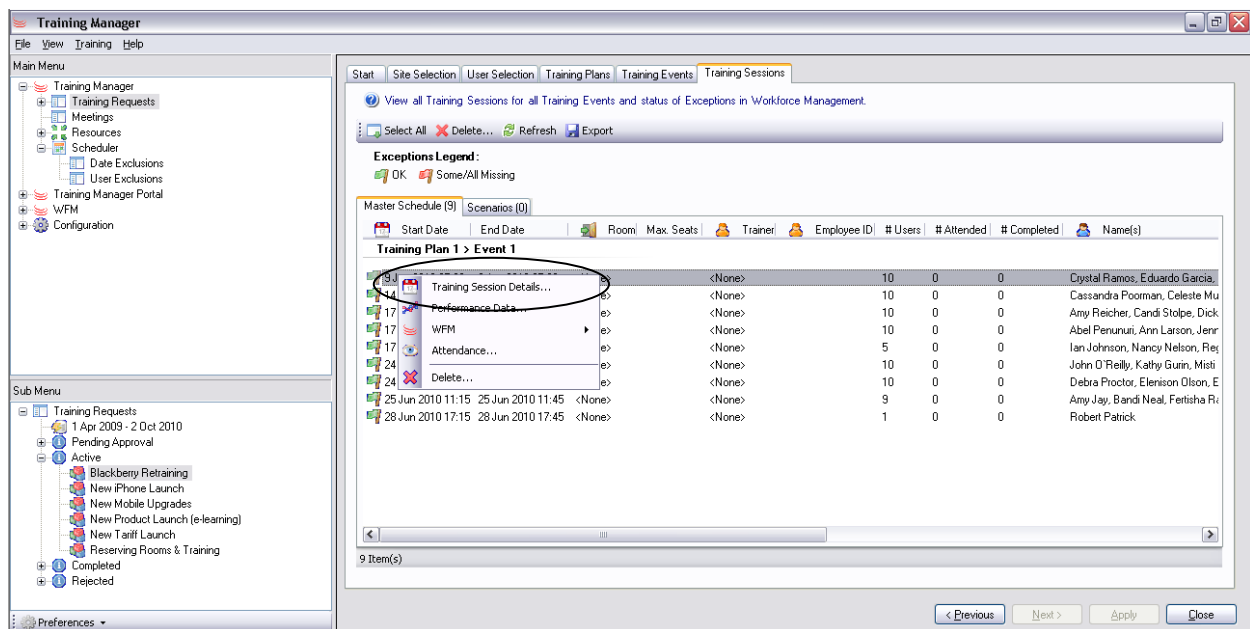 Training Manager
File View Training Help
Main Menu
Training Manager
Training Requests
Meetings
Resources
Scheduler
Date Exclusions
User Exclusions
Training Manager Portal
WFM
Configuration
Sub Menu
Training Requests
1 Apr 2009 - 2 Oct 2010
Pending Approval
Active
Blackberry Retraining
New iPhone Launch
New Mobile Upgrades
New Product Launch (e-learning)
New Tariff Launch
Reserving Rooms & Training
Completed
Rejected
Preferences
Start Site Selection User Selection Training Plans Training Events Training Sessions
View all Training Sessions for all Training Events and status of Exceptions in Workforce Management.
Select All Delete... Refresh Export
Exceptions Legend :
OK Some/All Missing
Master Schedule (9) Scenarios (0)
Start Date End Date Room Max. Seats Trainer Employee ID # Users # Attended # Completed Name(s)
Training Plan 1 > Event 1
<None> 10 0 0 Crystal Ramos, Eduardo Garcia,
14 <None> 10 0 0 Cassandra Poorman, Celeste Mu
17 <None> 10 0 0 Amy Reicher, Candi Stolpe, Dick
17 <None> 10 0 0 Abel Penunuri, Ann Larson, Jenr
17 <None> 5 0 0 Ian Johnson, Nancy Nelson, Reg
24 <None> 10 0 0 John O'Reilly, Kathy Gurin, Misti
24 <None> 10 0 0 Debra Proctor, Elenison Olson, E
25 Jun 2010 11:15 25 Jun 2010 11:45 <None> <None> 9 0 0 Amy Jay, Bandi Neal, Fertisha Ra
28 Jun 2010 17:15 28 Jun 2010 17:45 <None> <None> 1 0 0 Robert Patrick
Training Session Details...
Performance Data...
WFM
Attendance...
Delete...
9 Item(s)
< Previous Next > Apply Close